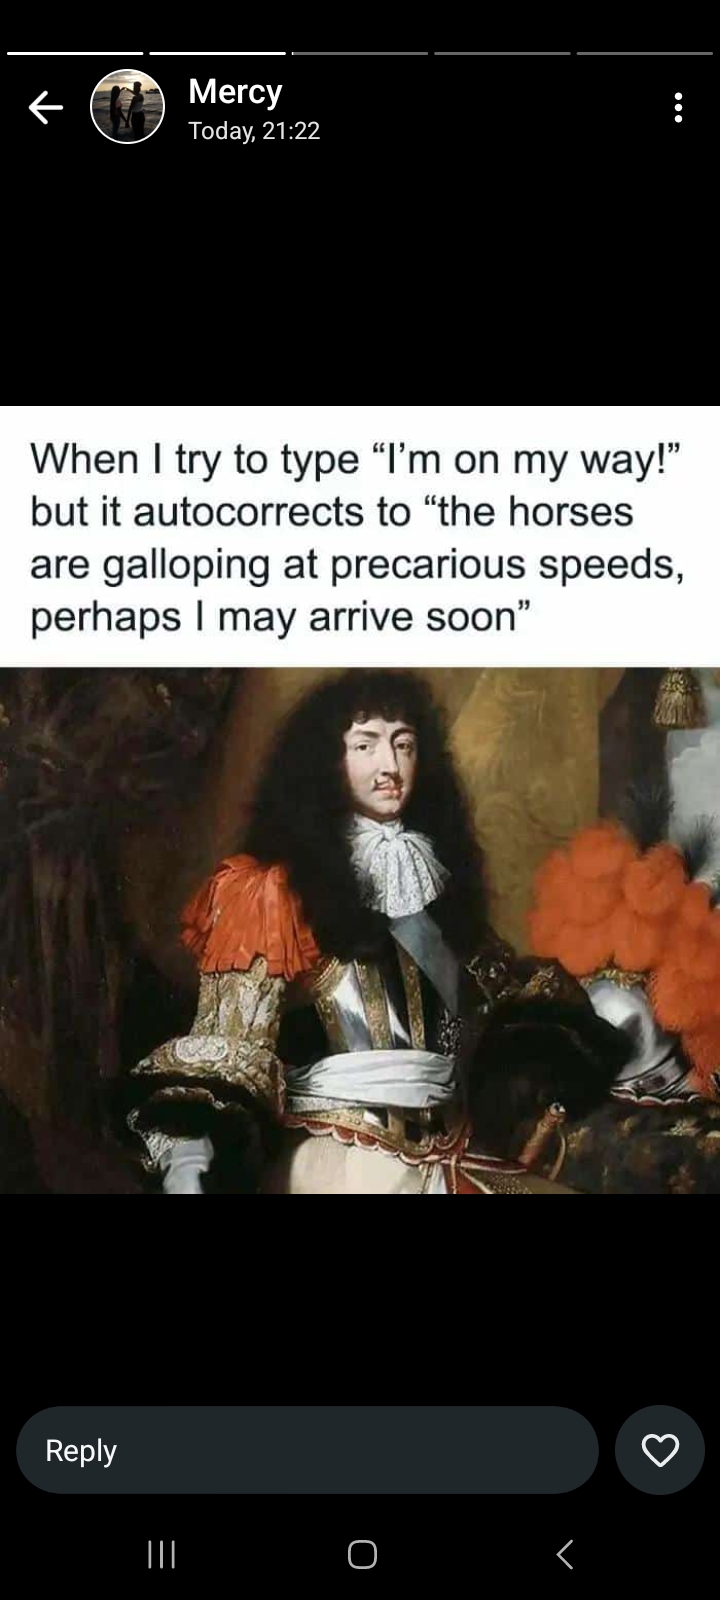 Mercy
Today, 21:22
When I try to type “I’m on my way!”
but it autocorrects to “the horses
are galloping at precarious speeds,
perhaps I may arrive soon”
Reply